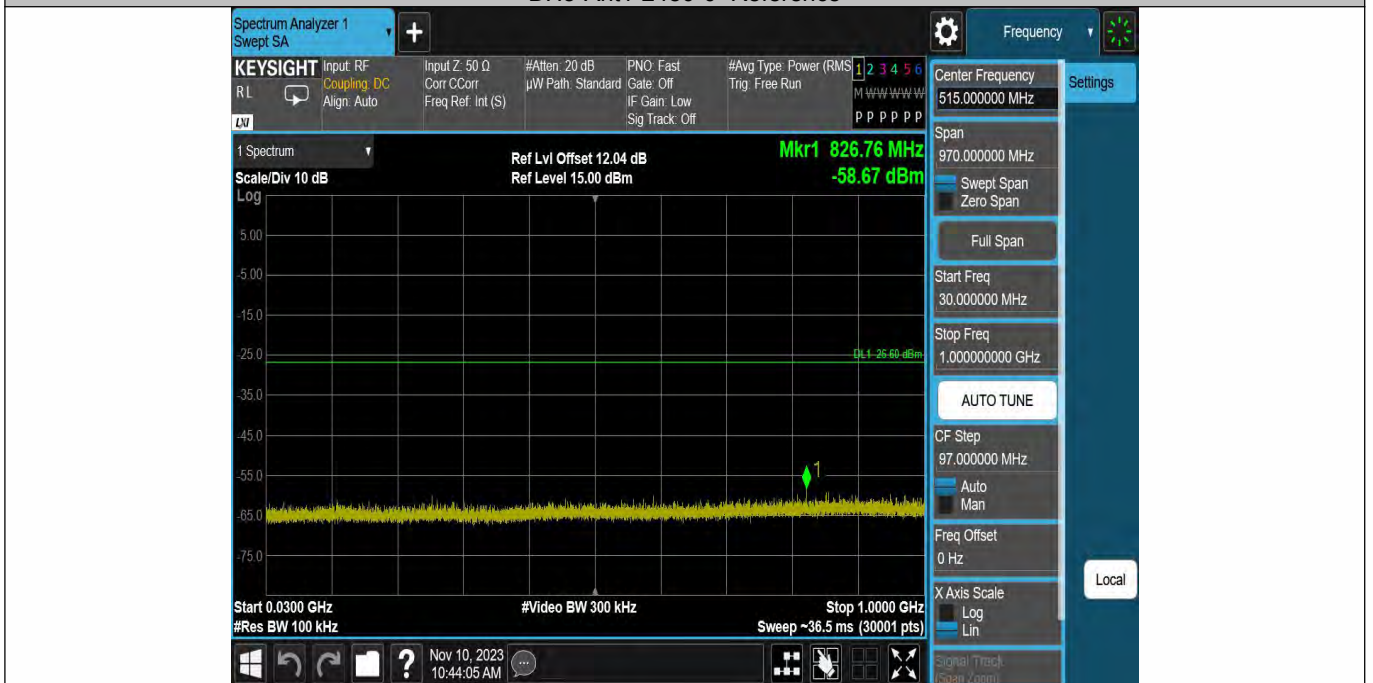 Spectrum Analyzer 1
Swept SA
+
Frequency
KEYSIGHT
RL
LXI
Input: RF
Coupling: DC
Align: Auto
Input Z: 50 Ω
Corr CCorr
Freq Ref: Int (S)
#Atten: 20 dB
µW Path: Standard
PNO: Fast
Gate: Off
IF Gain: Low
Sig Track: Off
#Avg Type: Power (RMS
Trig: Free Run
1 2 3 4 5 6
M W W W W W
P P P P P P
Center Frequency
515.000000 MHz
Settings
1 Spectrum
Scale/Div 10 dB
Ref Lvl Offset 12.04 dB
Ref Level 15.00 dBm
Mkr1 826.76 MHz
-58.67 dBm
Span
970.000000 MHz
Swept Span
Zero Span
Full Span
Start Freq
30.000000 MHz
Stop Freq
1.000000000 GHz
AUTO TUNE
CF Step
97.000000 MHz
Auto
Man
Freq Offset
0 Hz
X Axis Scale
Log
Lin
Signal Track
(Span Zoom)
Local
Log
5.00
-5.00
-15.0
-25.0
DL1 -26.60 dBm
-35.0
-45.0
-55.0
1
-65.0
-75.0
Start 0.0300 GHz
#Res BW 100 kHz
#Video BW 300 kHz
Stop 1.0000 GHz
Sweep ~36.5 ms (30001 pts)
?
Nov 10, 2023
10:44:05 AM